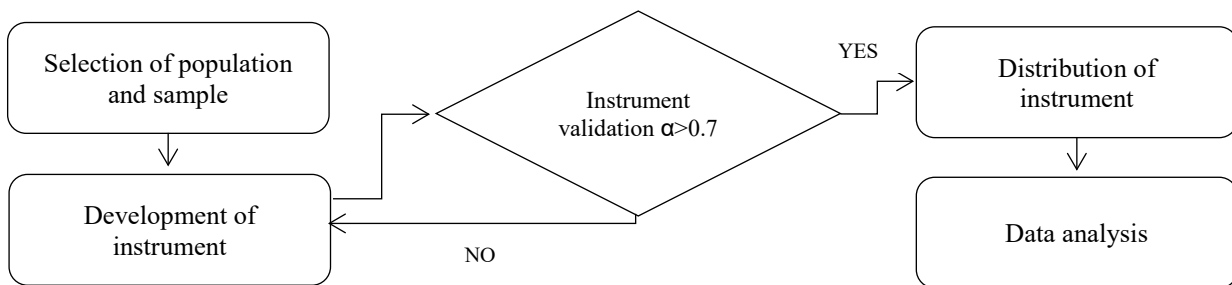 Selection of population
and sample
Development of
instrument
Instrument
validation α>0.7
YES
NO
Distribution of
instrument
Data analysis